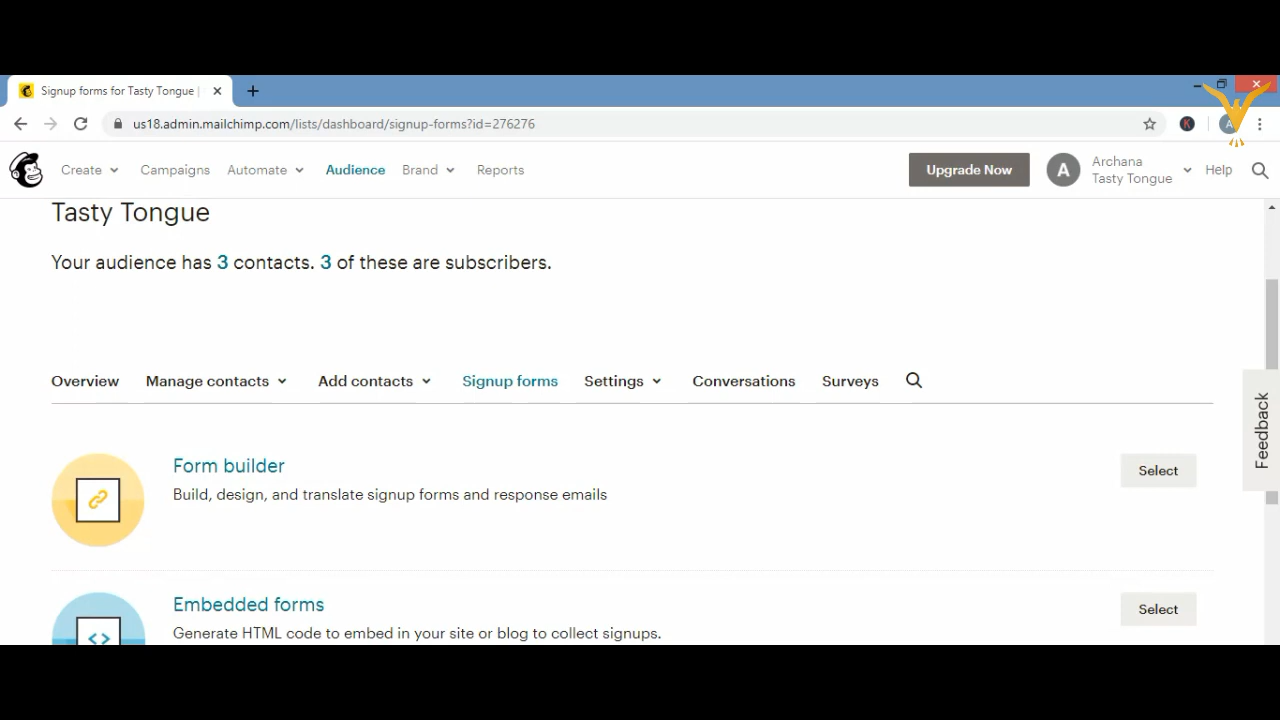 Signup forms for Tasty Tongue |
us18.admin.mailchimp.com/lists/dashboard/signup-forms?id=276276
K
A
Create
Campaigns
Automate
Audience
Brand
Reports
Upgrade Now
A
Archana
Tasty Tongue
Help
Tasty Tongue
Your audience has 3 contacts. 3 of these are subscribers.
Overview
Manage contacts
Add contacts
Signup forms
Settings
Conversations
Surveys
Feedback
Form builder
Build, design, and translate signup forms and response emails
Select
Embedded forms
Generate HTML code to embed in your site or blog to collect signups.
Select